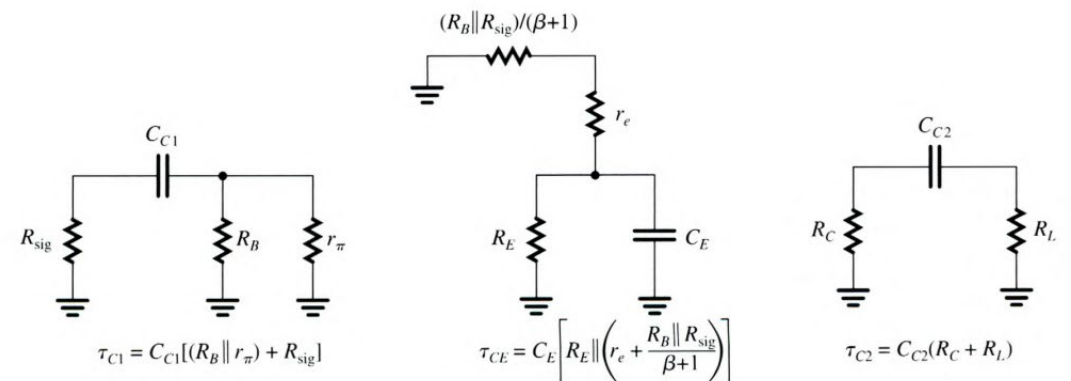 (R_B||R_sig)/(β+1)
r_e
C_C1
C_C2
R_sig
R_B
r_π
R_E
C_E
R_C
R_L
τ_C1 = C_C1[(R_B || r_π) + R_sig]
τ_CE = C_E[R_E||(r_e + (R_B || R_sig)/(β+1))]
τ_C2 = C_C2(R_C + R_L)